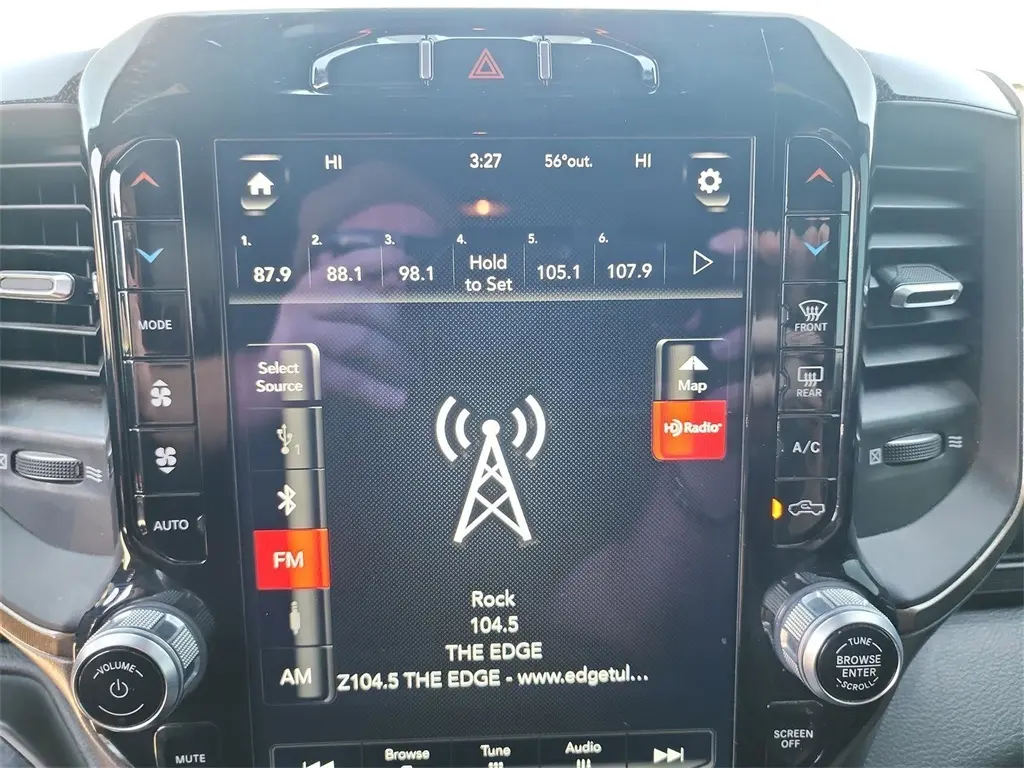 HI 3:27 56°out. HI
1. 2. 3. 4. 5. 6.
87.9 88.1 98.1 Hold to Set 105.1 107.9
MODE
FRONT
REAR
A/C
AUTO
Select
Source
1
FM
AM
Map
HD Radio
Rock
104.5
THE EDGE
Z104.5 THE EDGE - www.edgetul...
VOLUME
TUNE
BROWSE
ENTER
SCROLL
MUTE
Browse Tune Audio
SCREEN
OFF